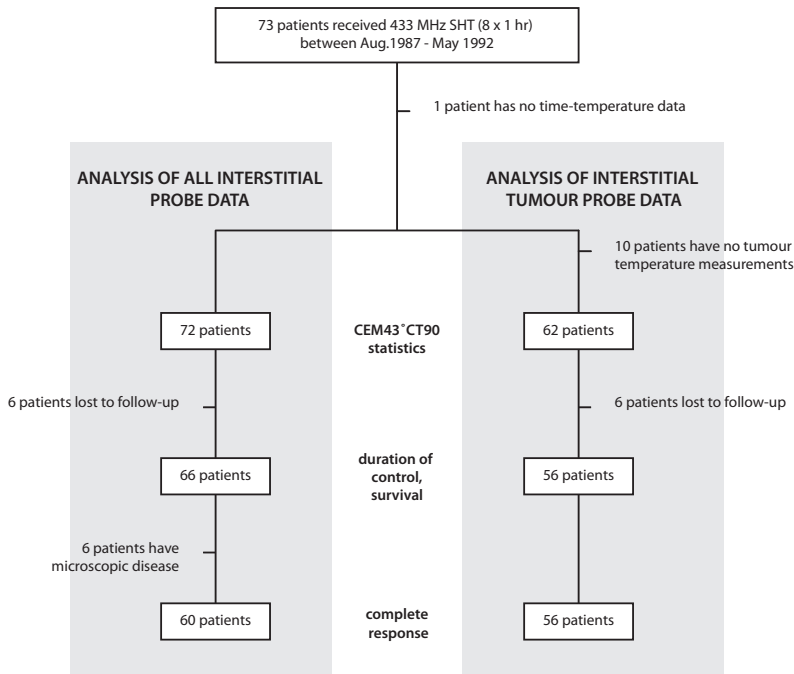 73 patients received 433 MHz SHT (8 x 1 hr)
between Aug.1987 - May 1992
1 patient has no time-temperature data
ANALYSIS OF ALL INTERSTITIAL
PROBE DATA
ANALYSIS OF INTERSTITIAL
TUMOUR PROBE DATA
10 patients have no tumour
temperature measurements
72 patients
CEM43˚CT90
statistics
62 patients
6 patients lost to follow-up
6 patients lost to follow-up
66 patients
duration of
control,
survival
56 patients
6 patients have
microscopic disease
60 patients
complete
response
56 patients